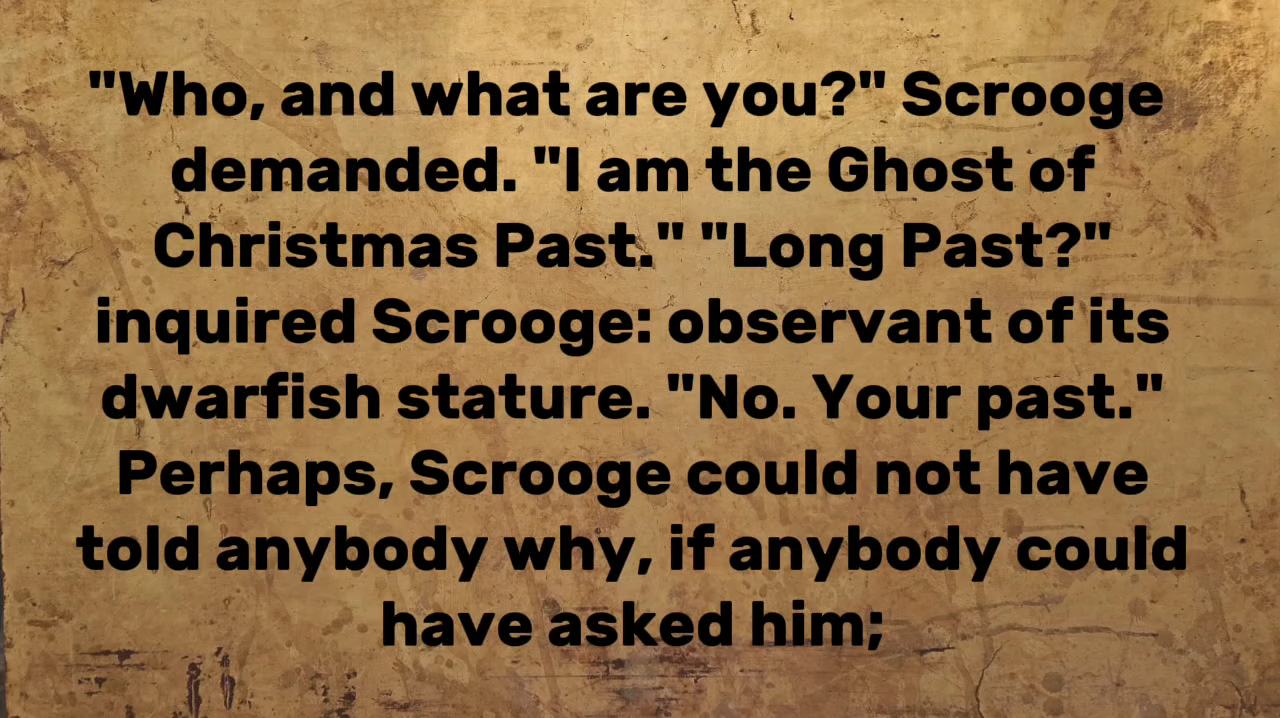 "Who, and what are you?" Scrooge
demanded. "I am the Ghost of
Christmas Past." "Long Past?"
inquired Scrooge: observant of its
dwarfish stature. "No. Your past."
Perhaps, Scrooge could not have
told anybody why, if anybody could
have asked him;